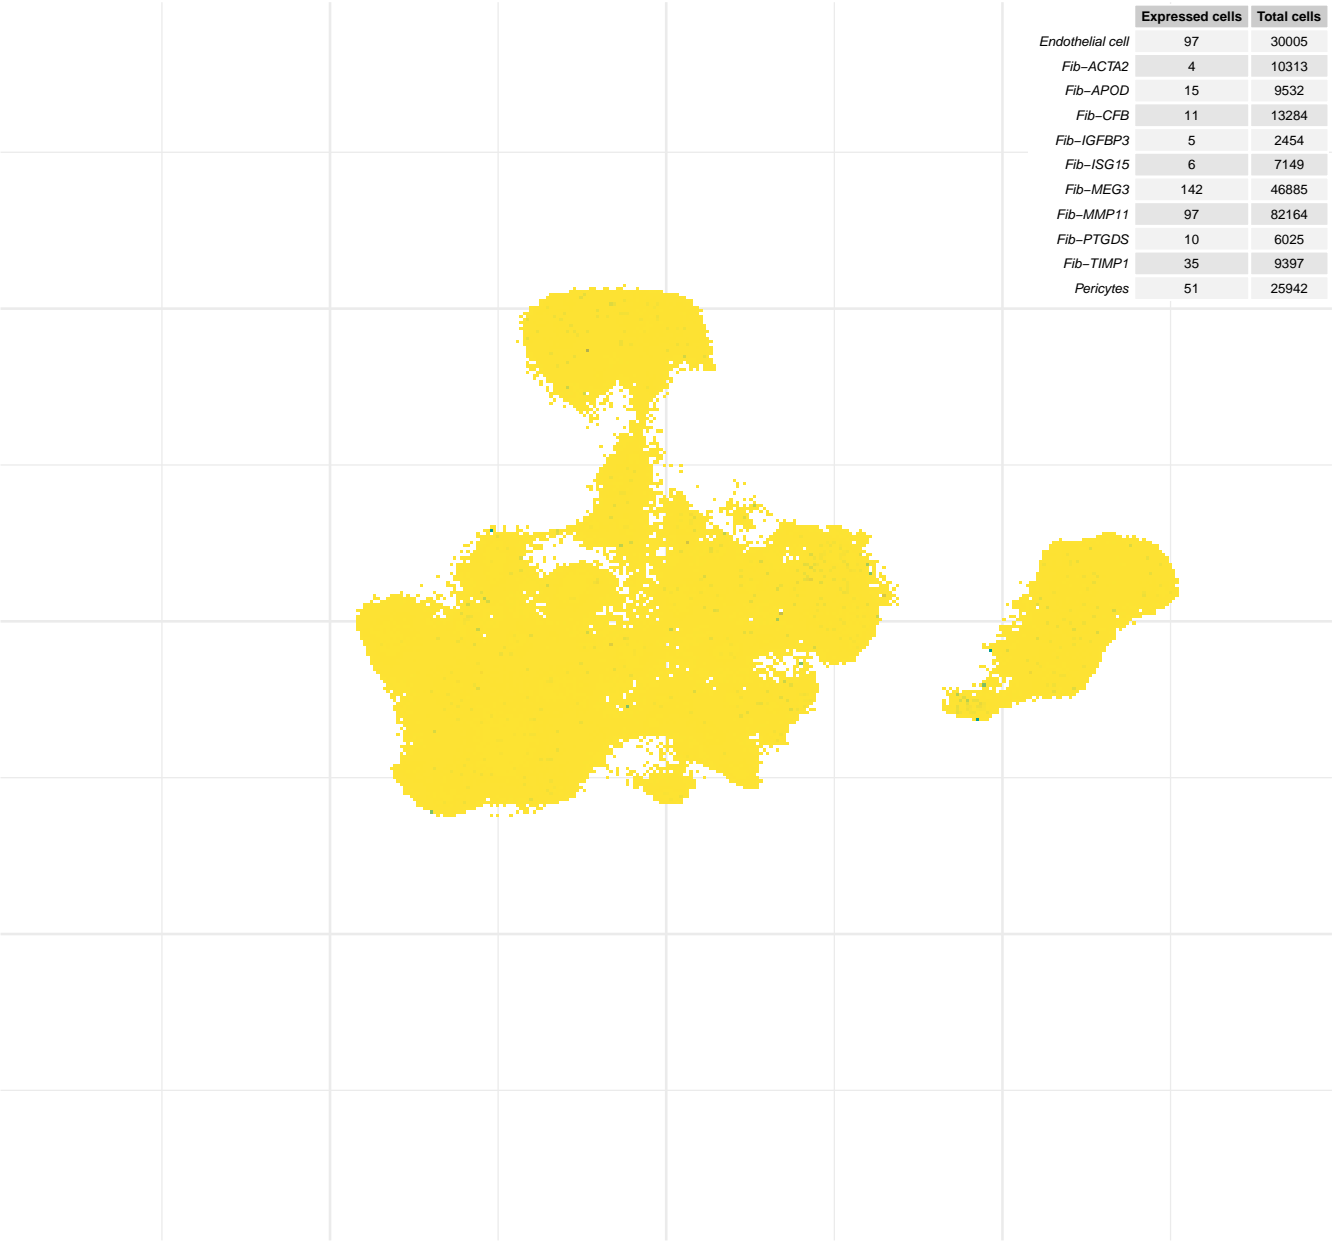 Expressed cells Total cells
Endothelial cell 97 30005
Fib−ACTA2 4 10313
Fib−APOD 15 9532
Fib−CFB 11 13284
Fib−IGFBP3 5 2454
Fib−ISG15 6 7149
Fib−MEG3 142 46885
Fib−MMP11 97 82164
Fib−PTGDS 10 6025
Fib−TIMP1 35 9397
Pericytes 51 25942